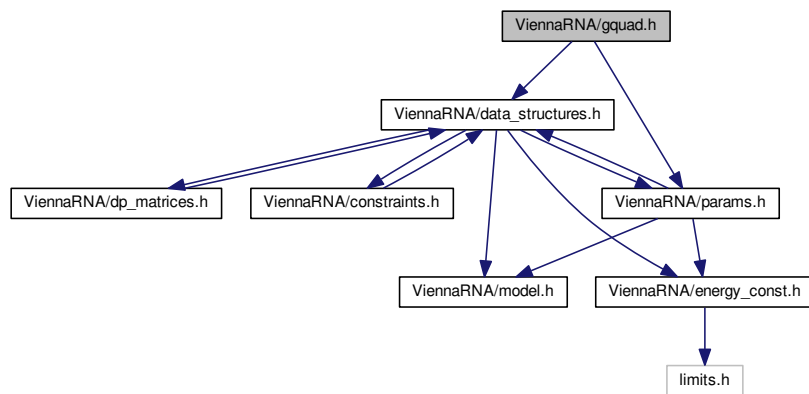 ViennaRNA/gquad.h
ViennaRNA/data_structures.h
ViennaRNA/dp_matrices.h
ViennaRNA/constraints.h
ViennaRNA/params.h
ViennaRNA/model.h
ViennaRNA/energy_const.h
limits.h